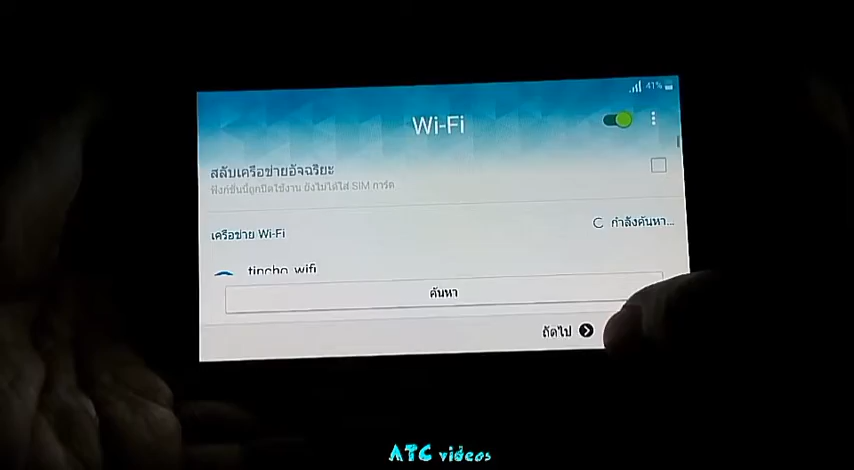 41%
Wi-Fi
สลับเครือข่ายอัจฉริยะ
ฟังก์ชั่นนี้ถูกปิดใช้งาน ยังไม่ได้ใส่ SIM การ์ด
เครือข่าย Wi-Fi
กำลังค้นหา...
tincho_wifi
ค้นหา
ถัดไป
ATC videos